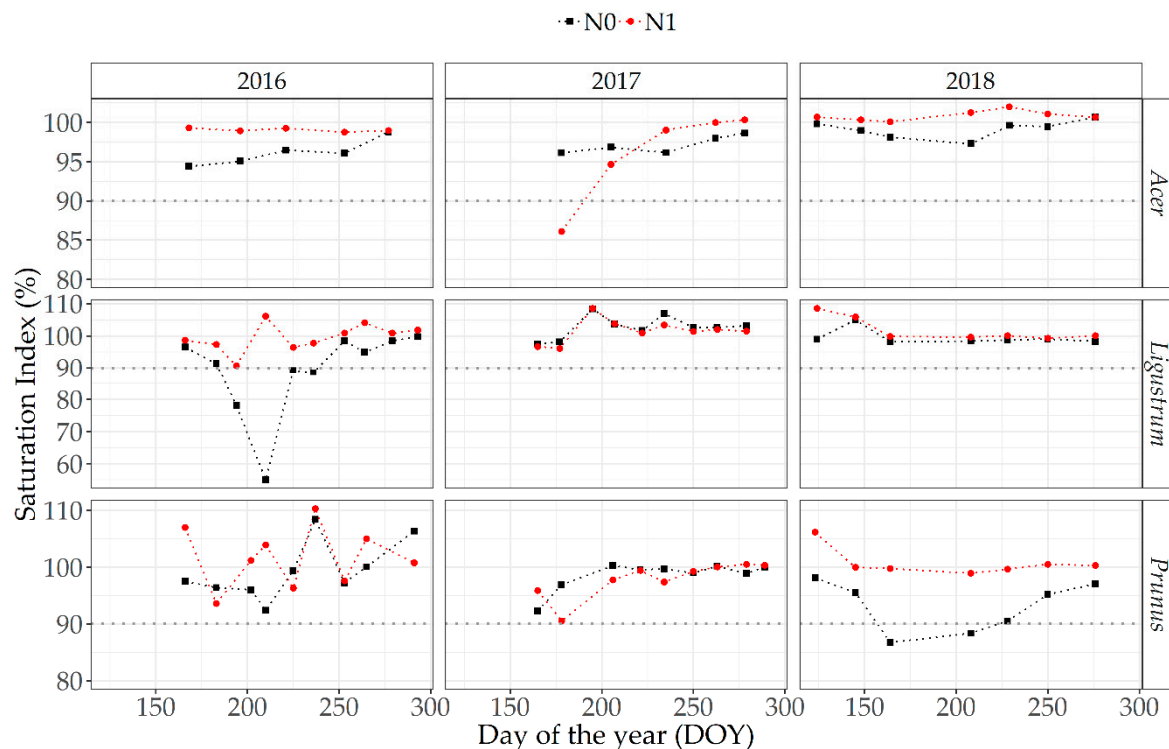 N0 N1
2016 2017 2018
Saturation Index (%)
100
95
90
85
80
Acer
110
100
90
80
70
60
Ligustrum
110
100
90
80
Prunus
150 200 250 300 150 200 250 300 150 200 250 300
Day of the year (DOY)